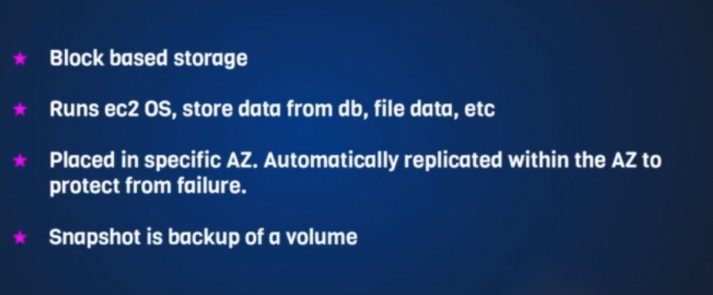 Block based storage
Runs ec2 OS, store data from db, file data, etc
Placed in specific AZ. Automatically replicated within the AZ to
protect from failure.
Snapshot is backup of a volume